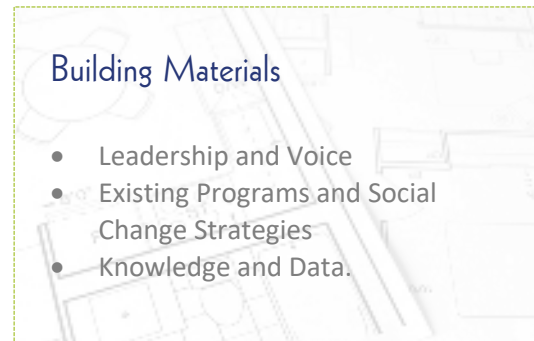 Building Materials
● Leadership and Voice
● Existing Programs and Social
Change Strategies
● Knowledge and Data.